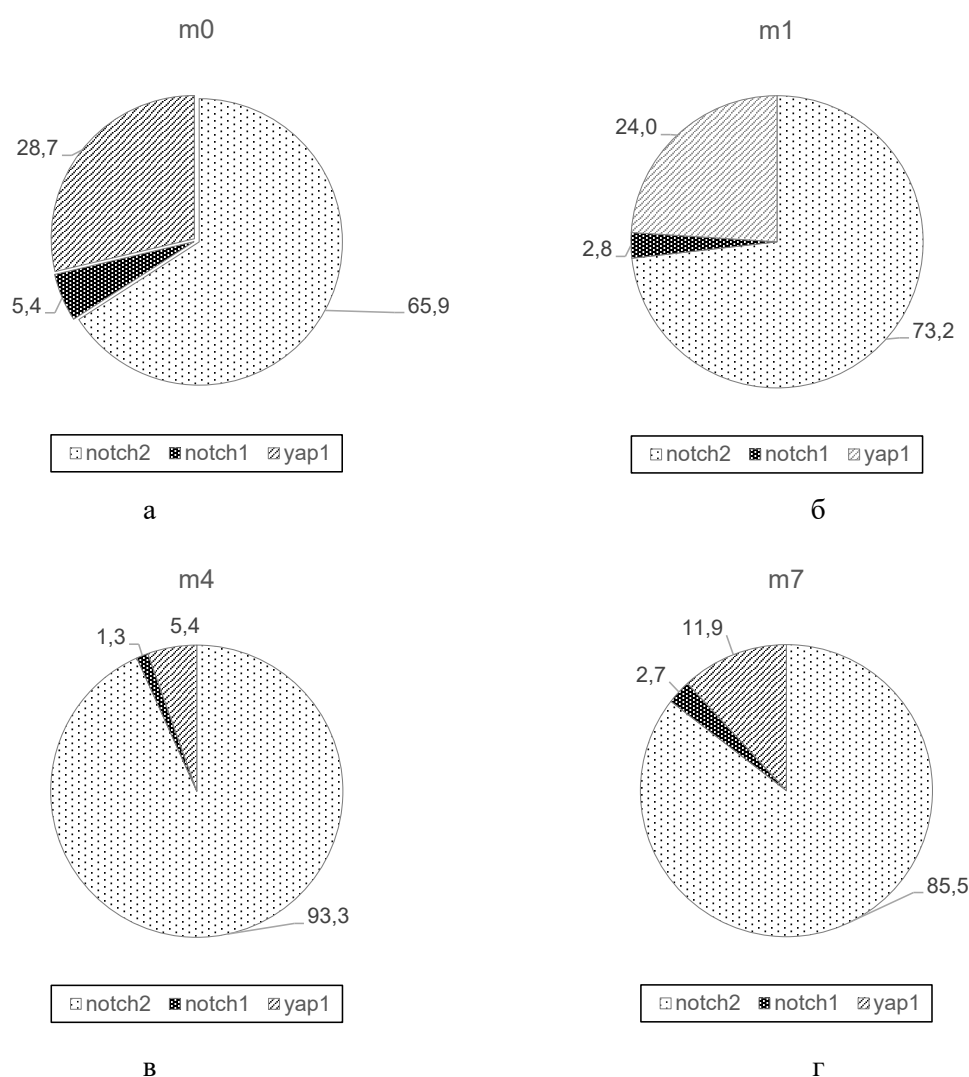 m0
28,7
5,4
65,9
notch2 notch1 yap1
а
m1
24,0
2,8
73,2
notch2 notch1 yap1
б
m4
1,3
5,4
93,3
notch2 notch1 yap1
в
m7
11,9
2,7
85,5
notch2 notch1 yap1
г